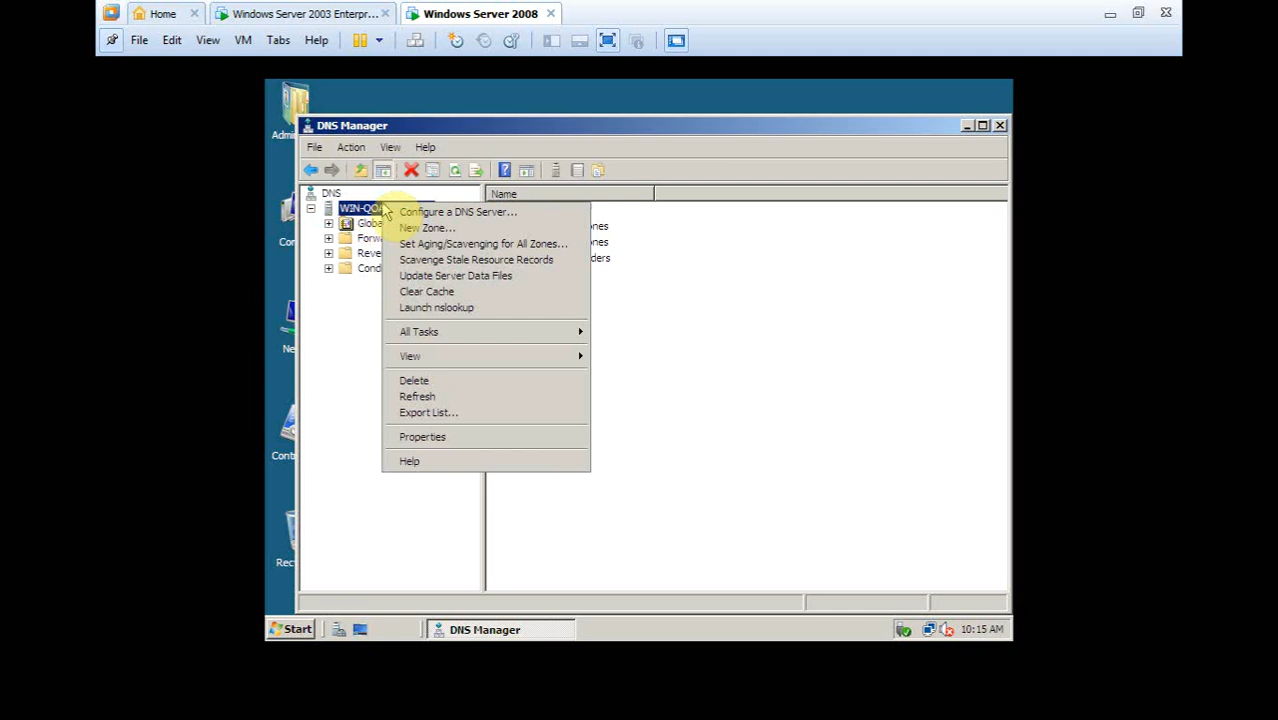 Home
Windows Server 2003 Enterpr...
Windows Server 2008
File Edit View VM Tabs Help
DNS Manager
File Action View Help
DNS
Name
Configure a DNS Server...
New Zone...
Set Aging/Scavenging for All Zones...
Scavenge Stale Resource Records
Update Server Data Files
Clear Cache
Launch nslookup
All Tasks
View
Delete
Refresh
Export List...
Properties
Help
Start
DNS Manager
10:15 AM